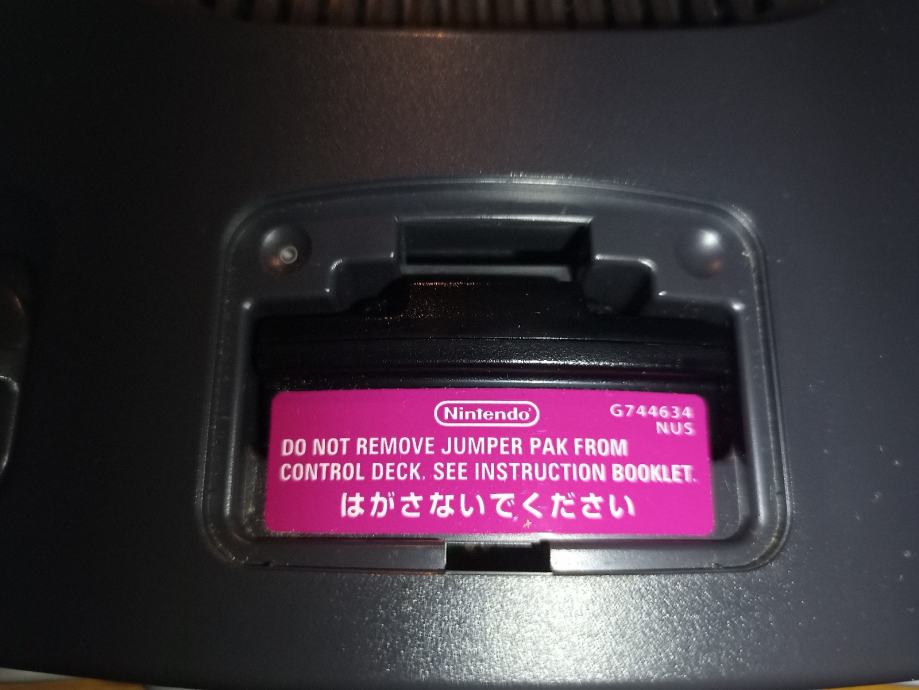 Nintendo
G744634
NUS
DO NOT REMOVE JUMPER PAK FROM
CONTROL DECK. SEE INSTRUCTION BOOKLET.
はがさないでください